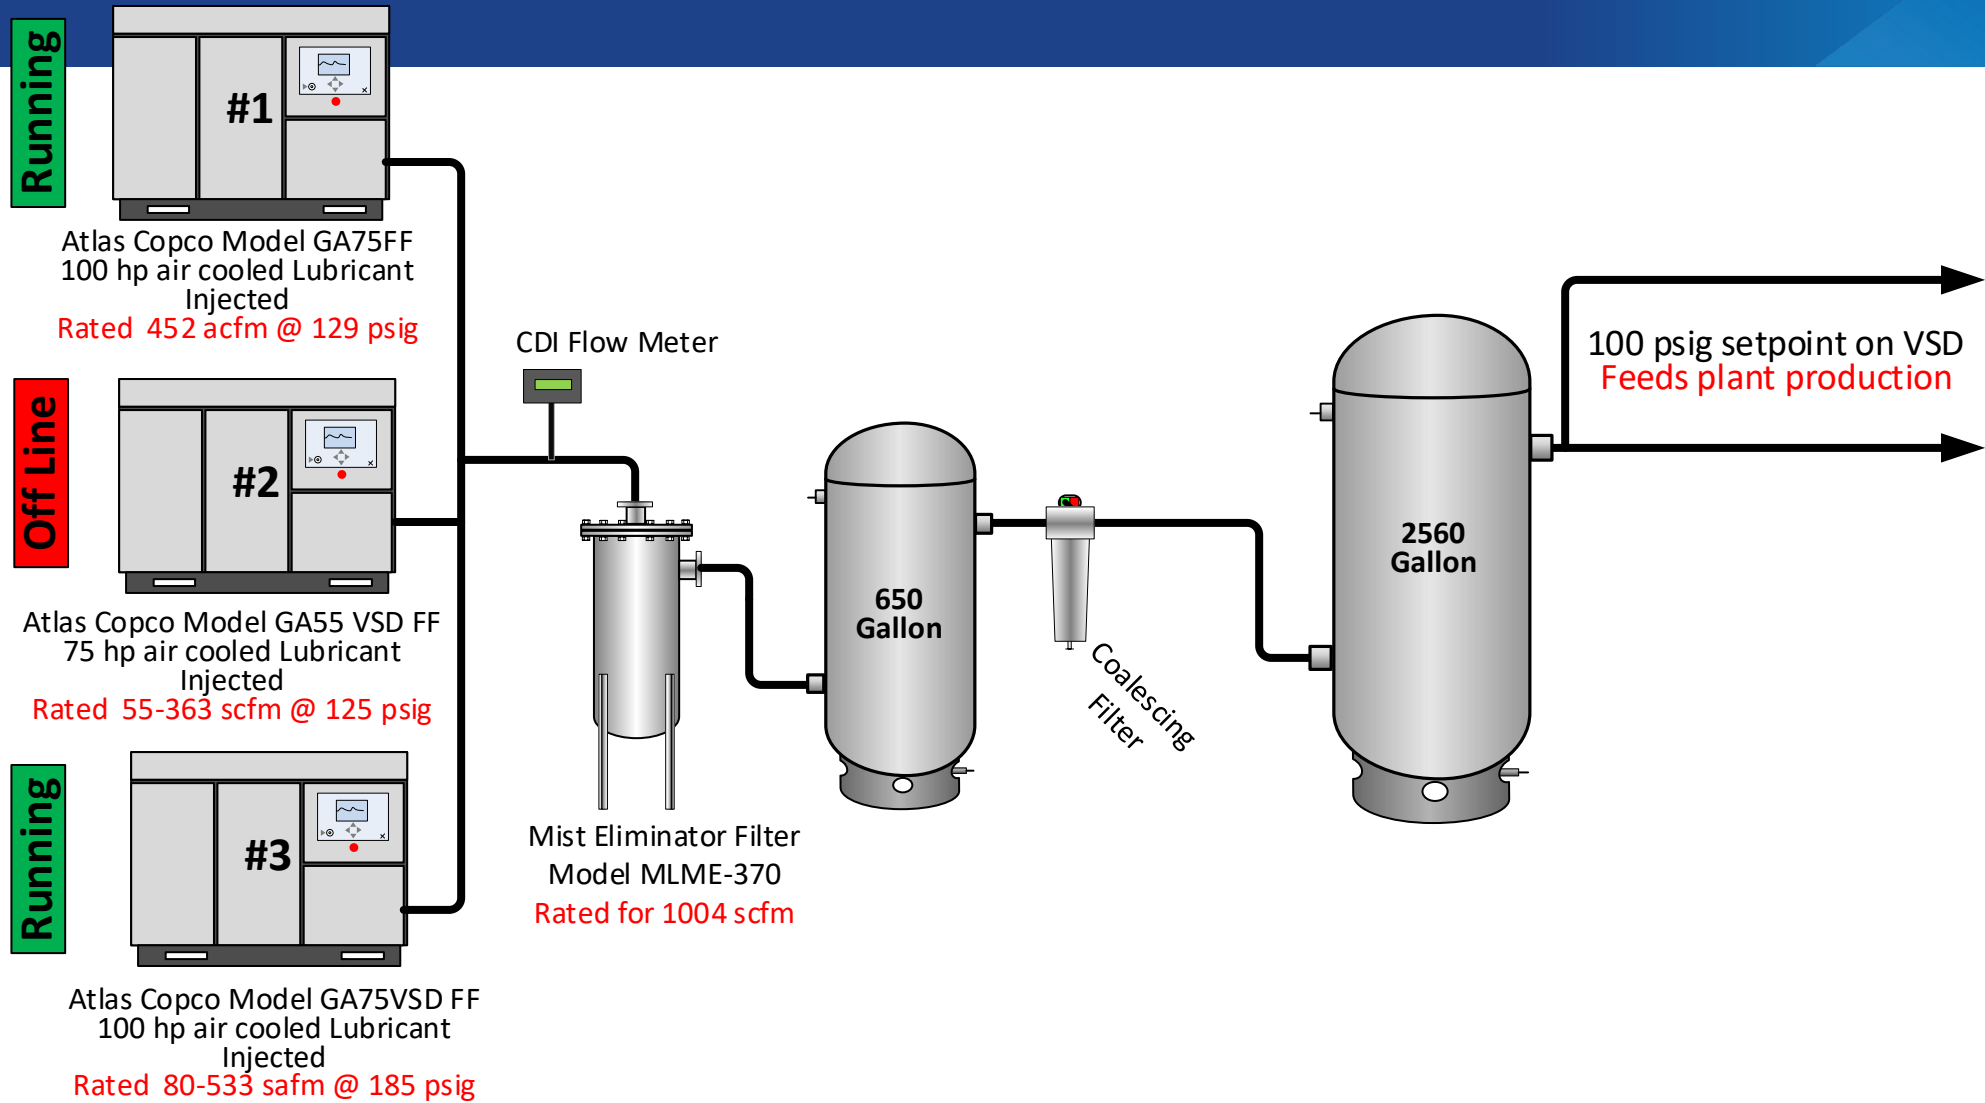 Running
#1
Atlas Copco Model GA75FF
100 hp air cooled Lubricant
Injected
Rated 452 acfm @ 129 psig
Off Line
#2
Atlas Copco Model GA55 VSD FF
75 hp air cooled Lubricant
Injected
Rated 55-363 scfm @ 125 psig
Running
#3
Atlas Copco Model GA75VSD FF
100 hp air cooled Lubricant
Injected
Rated 80-533 safm @ 185 psig
CDI Flow Meter
Mist Eliminator Filter
Model MLME-370
Rated for 1004 scfm
650
Gallon
Coalescing
Filter
2560
Gallon
100 psig setpoint on VSD
Feeds plant production